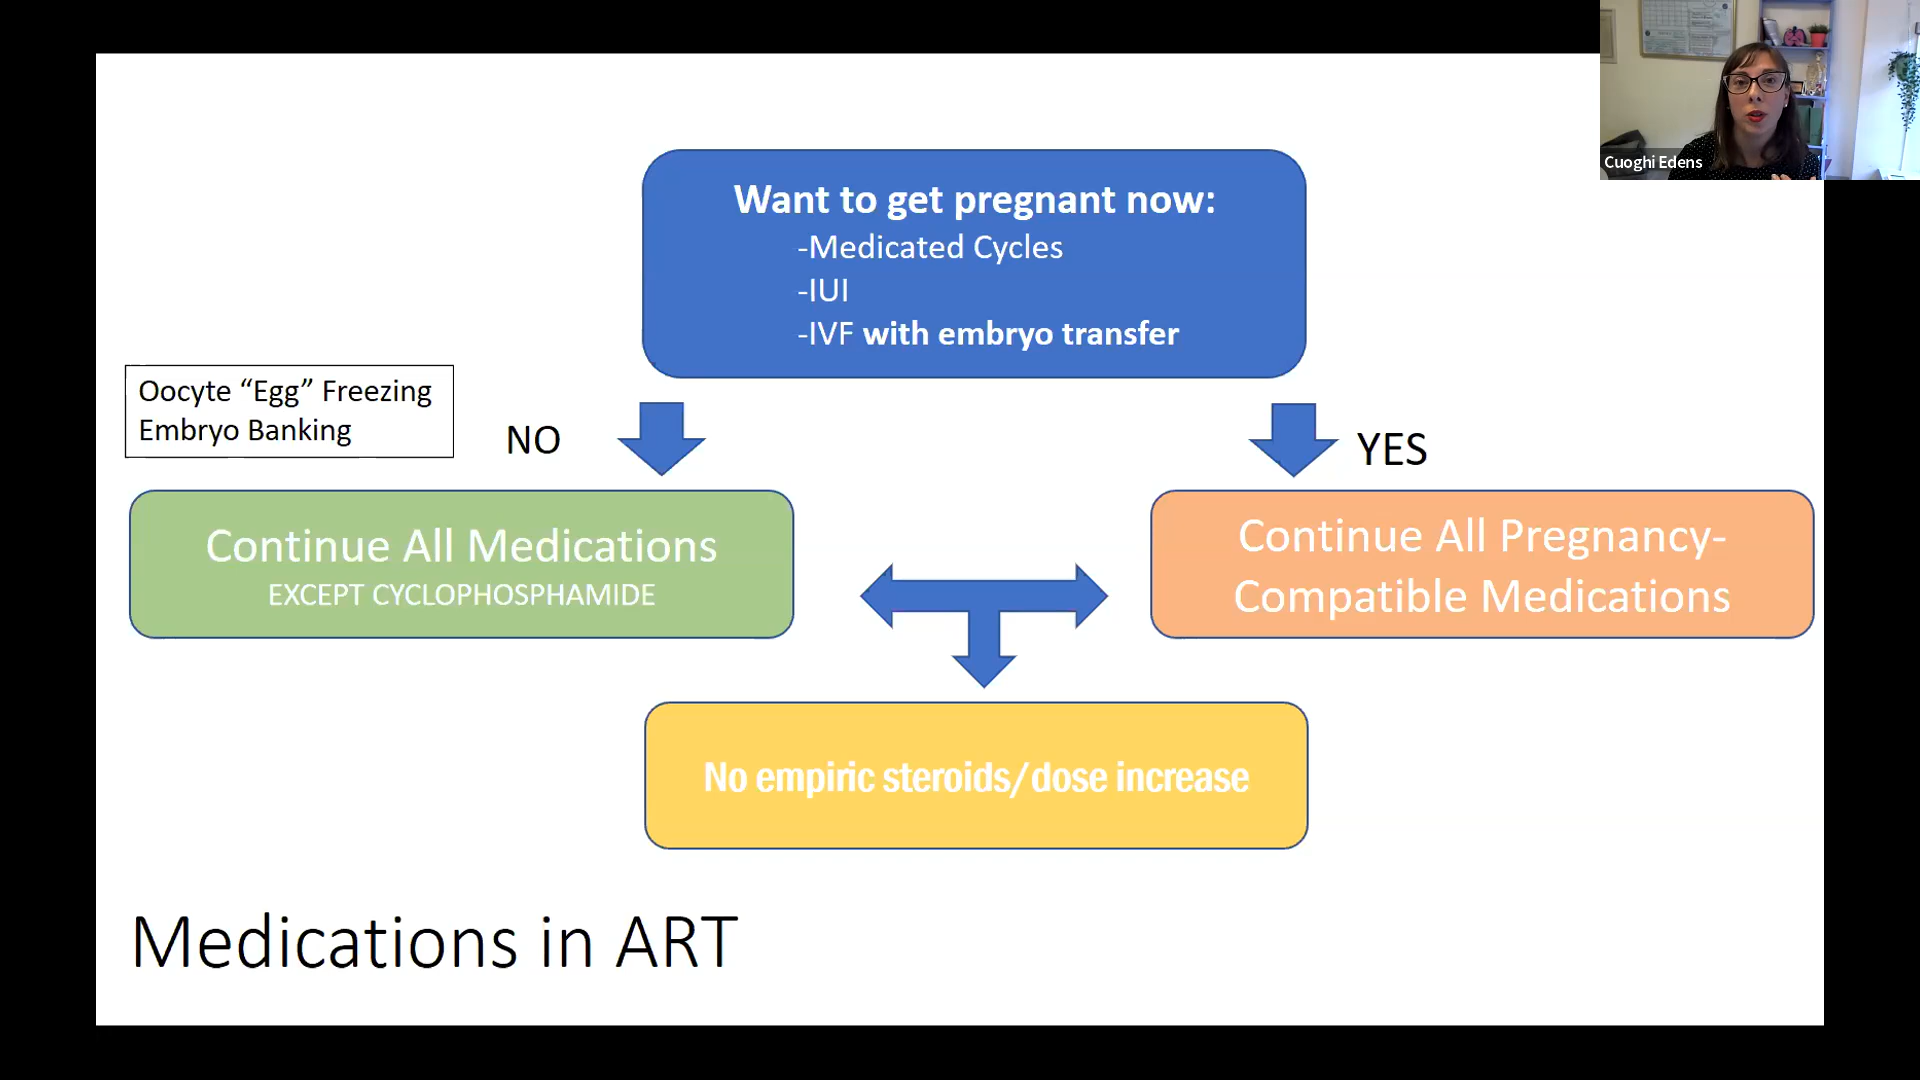 Cuoghi Edens
Want to get pregnant now:
-Medicated Cycles
-IUI
-IVF with embryo transfer
Oocyte “Egg” Freezing
Embryo Banking
NO
YES
Continue All Medications
EXCEPT CYCLOPHOSPHAMIDE
Continue All Pregnancy-
Compatible Medications
No empiric steroids/dose increase
Medications in ART